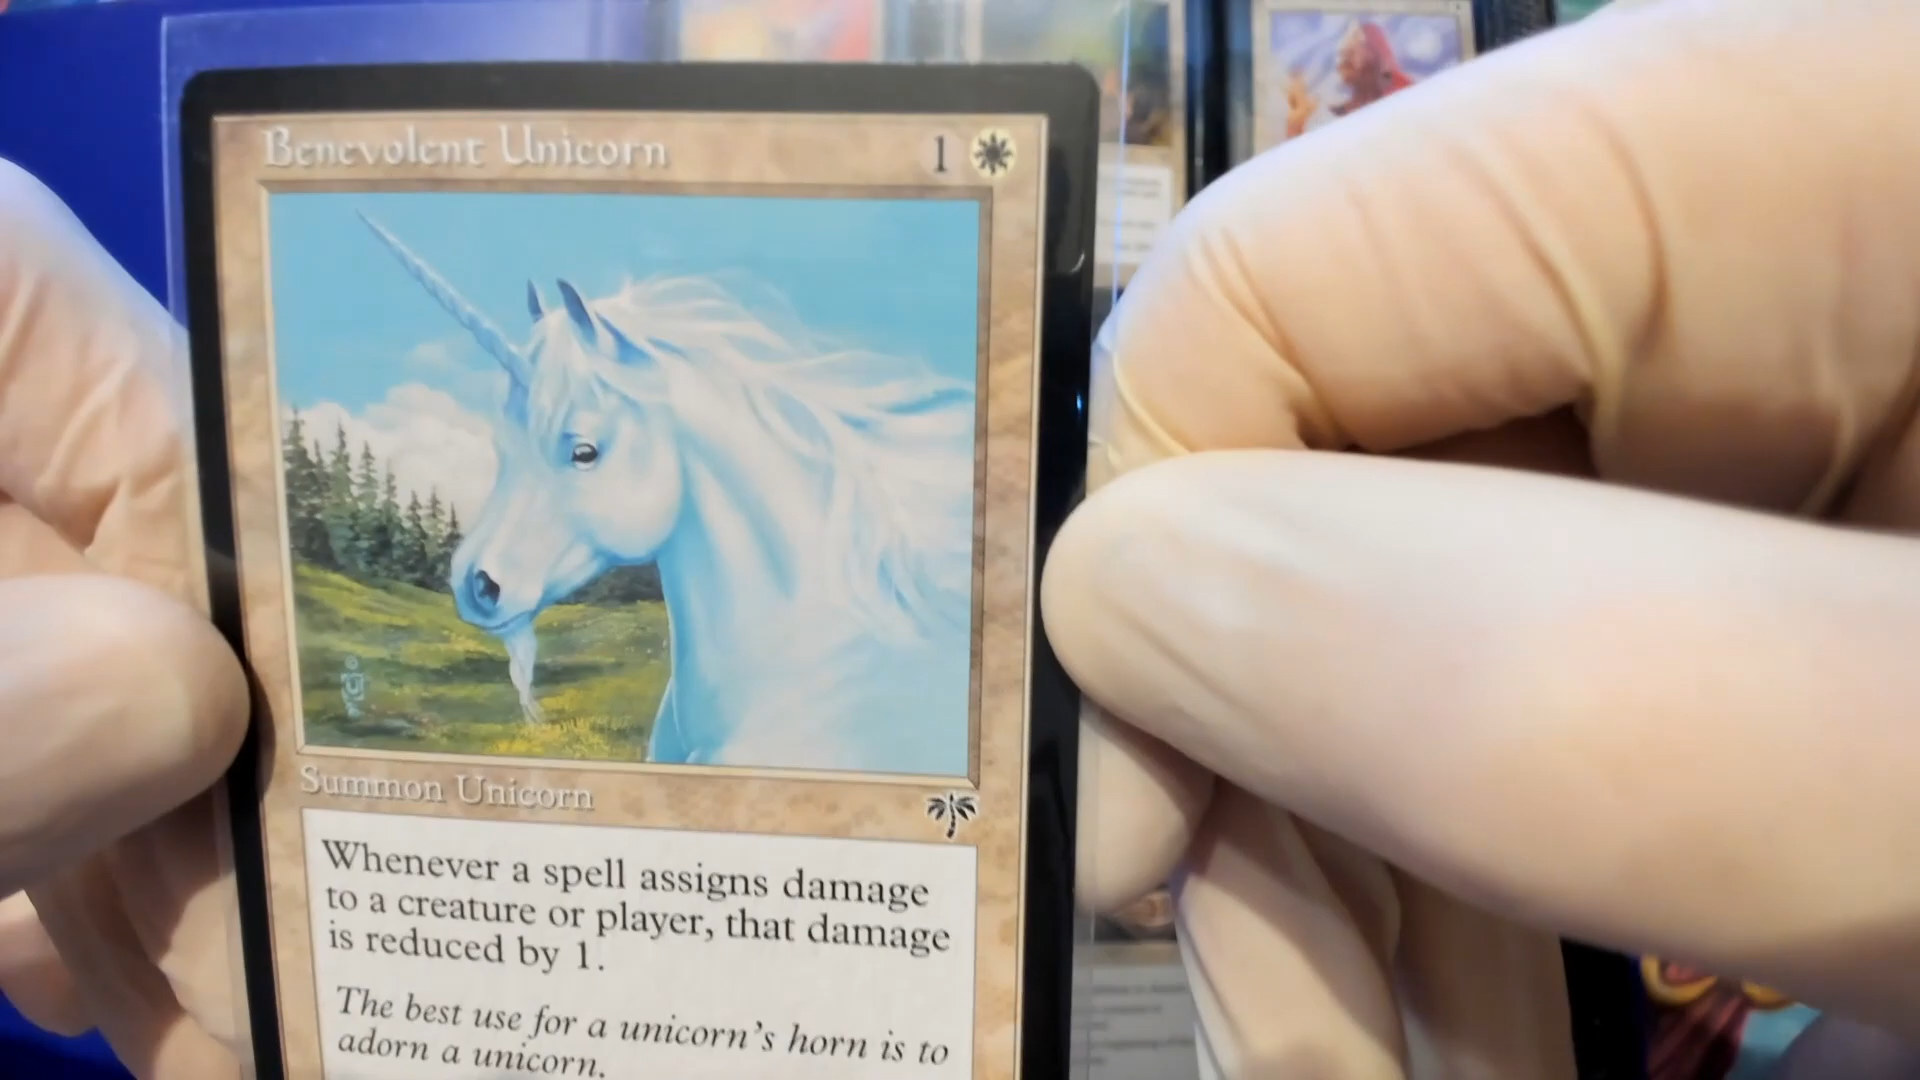 Benevolent Unicorn 1
Summon Unicorn
Whenever a spell assigns damage
to a creature or player, that damage
is reduced by 1.
The best use for a unicorn's horn is to
adorn a unicorn.